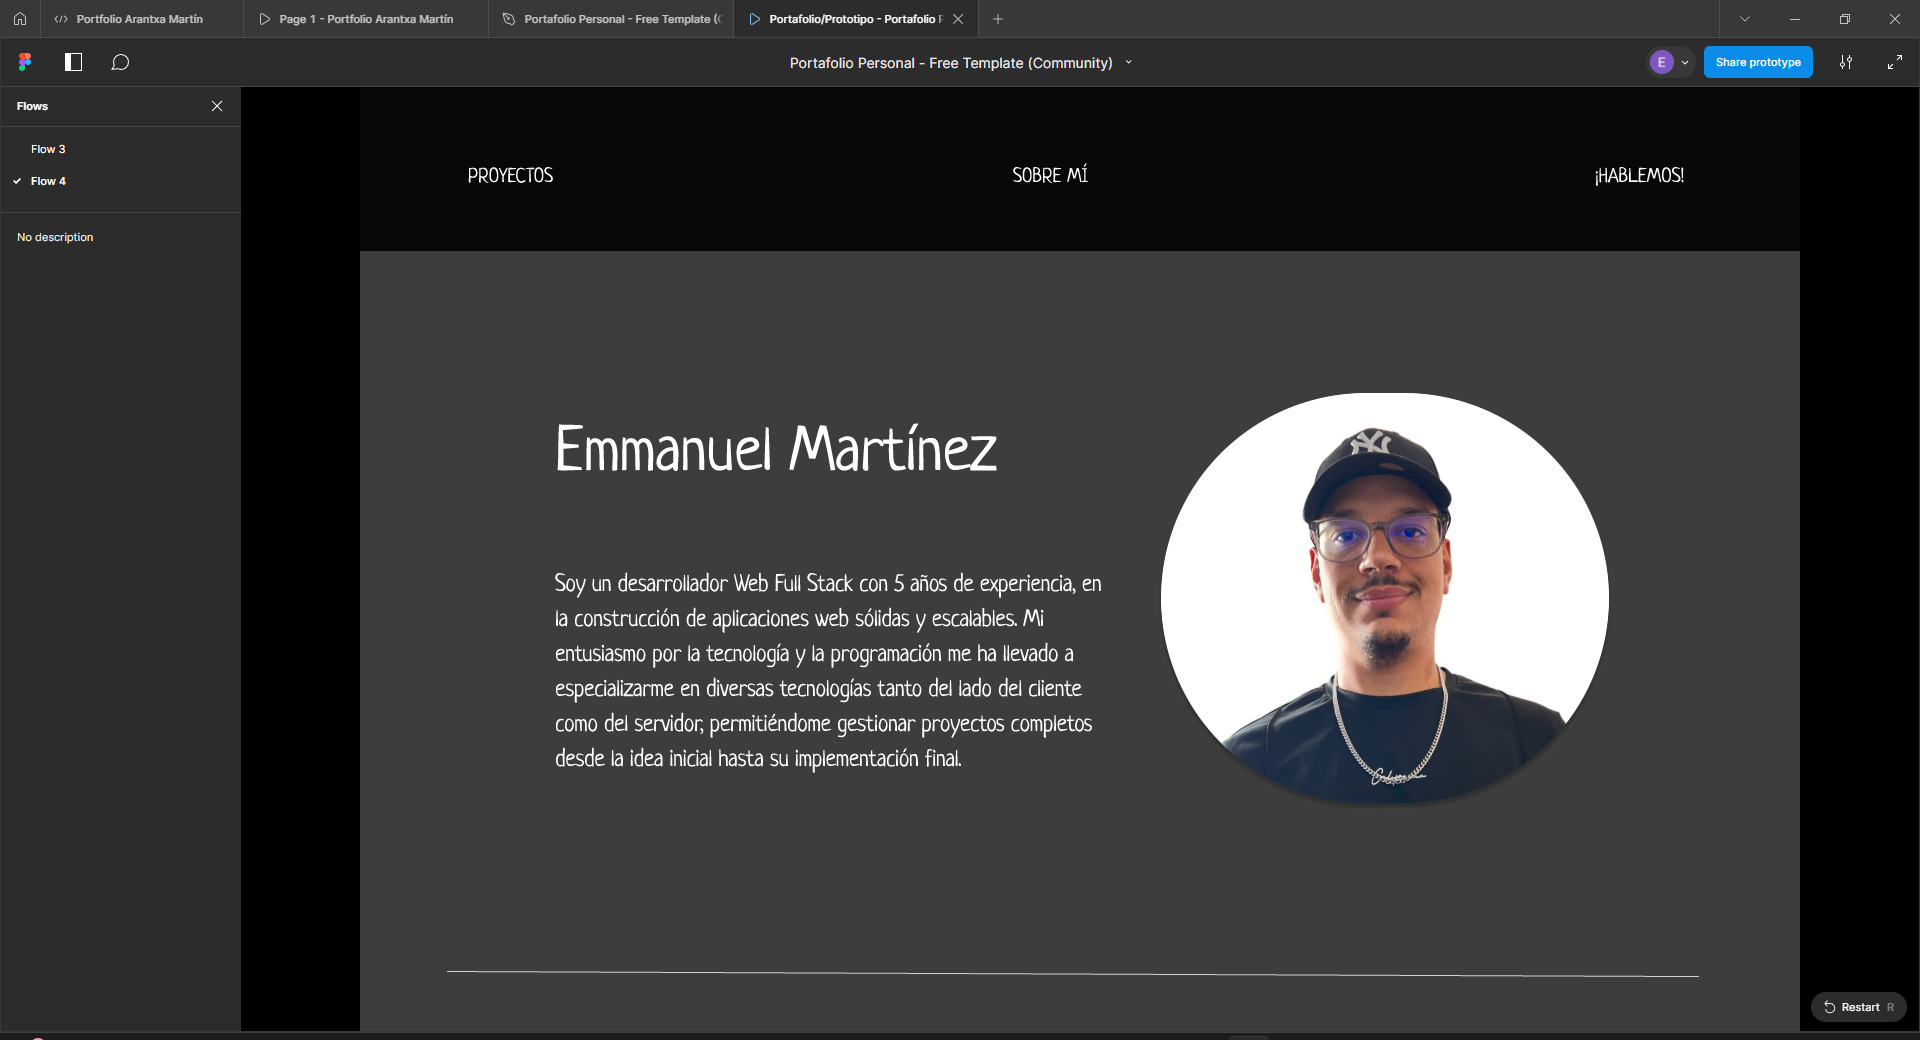 Portfolio Arantxa Martín
Page 1 - Portfolio Arantxa Martín
Portafolio Personal - Free Template (
Portafolio/Prototipo - Portafolio
Portafolio Personal - Free Template (Community)
E
Share prototype
Flows
Flow 3
Flow 4
No description
PROYECTOS
SOBRE MÍ
¡HABLEMOS!
Emmanuel Martínez
NY
Soy un desarrollador Web Full Stack con 5 años de experiencia, en
la construcción de aplicaciones web sólidas y escalables. Mi
entusiasmo por la tecnología y la programación me ha llevado a
especializarme en diversas tecnologías tanto del lado del cliente
como del servidor, permitiéndome gestionar proyectos completos
desde la idea inicial hasta su implementación final.
Restart R